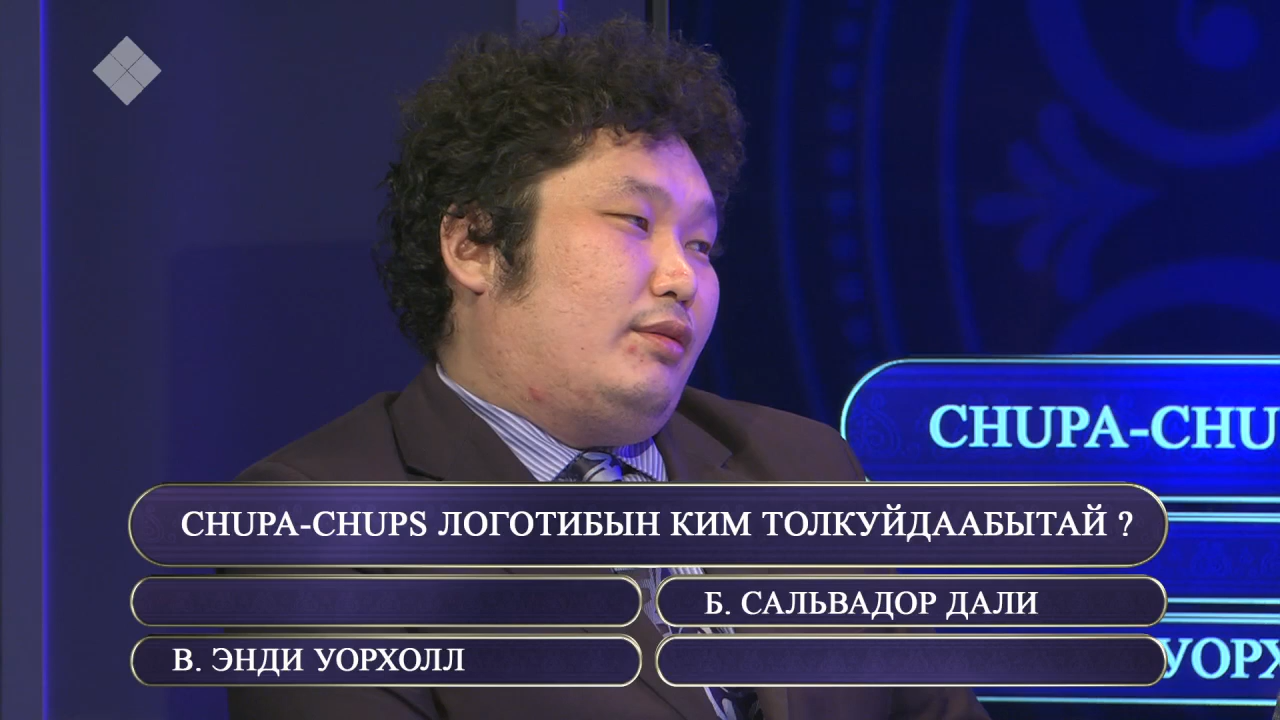 CHUPA-CHU
CHUPA-CHUPS ЛОГОТИБЫН КИМ ТОЛКУЙДААБЫТАЙ ?
Б. САЛЬВАДОР ДАЛИ
В. ЭНДИ УОРХОЛЛ
УОРХ